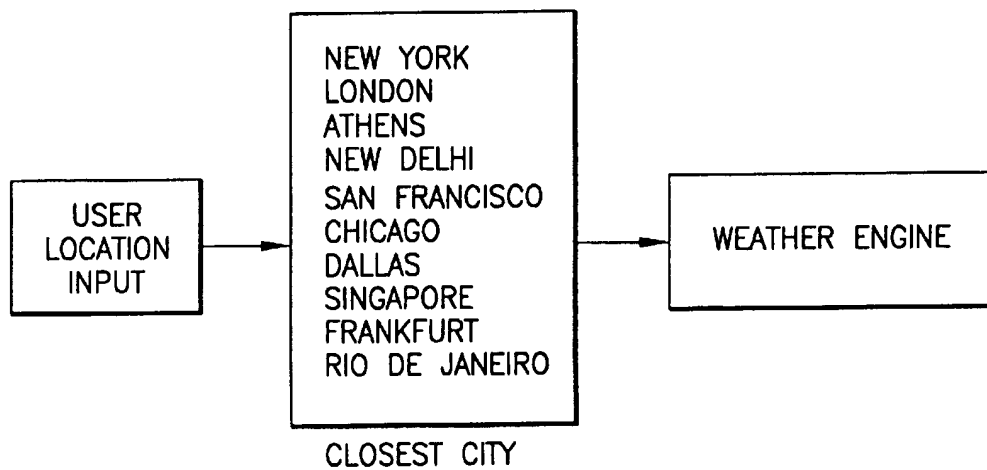 USER
LOCATION
INPUT
NEW YORK
LONDON
ATHENS
NEW DELHI
SAN FRANCISCO
CHICAGO
DALLAS
SINGAPORE
FRANKFURT
RIO DE JANEIRO
CLOSEST CITY
WEATHER ENGINE